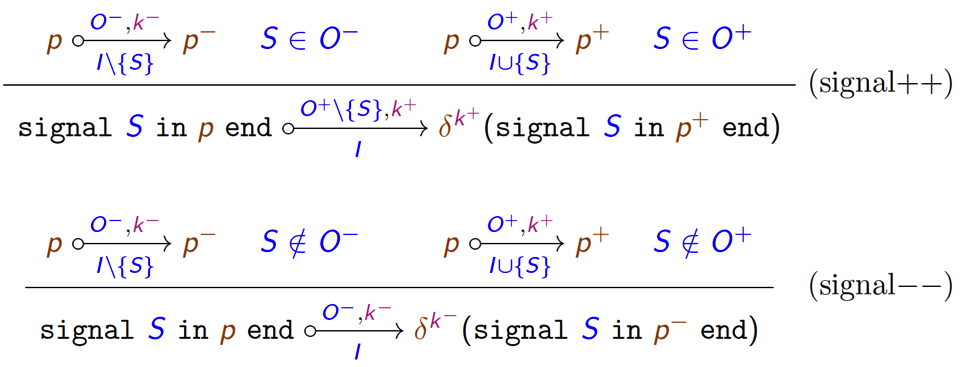 p ⟜O⁻,k⁻→ I\{S} p⁻ S ∈ O⁻ p ⟜O⁺,k⁺→ I∪{S} p⁺ S ∈ O⁺
(signal++)
signal S in p end ⟜O⁺\{S},k⁺→ I δ^{k⁺}(signal S in p⁺ end)
p ⟜O⁻,k⁻→ I\{S} p⁻ S ∉ O⁻ p ⟜O⁺,k⁺→ I∪{S} p⁺ S ∉ O⁺
(signal−−)
signal S in p end ⟜O⁻,k⁻→ I δ^{k⁻}(signal S in p⁻ end)